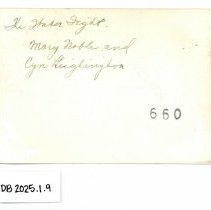 The Water Fight.
Mary Noble and
Cyn Leighington
660
DB 2025.1.9